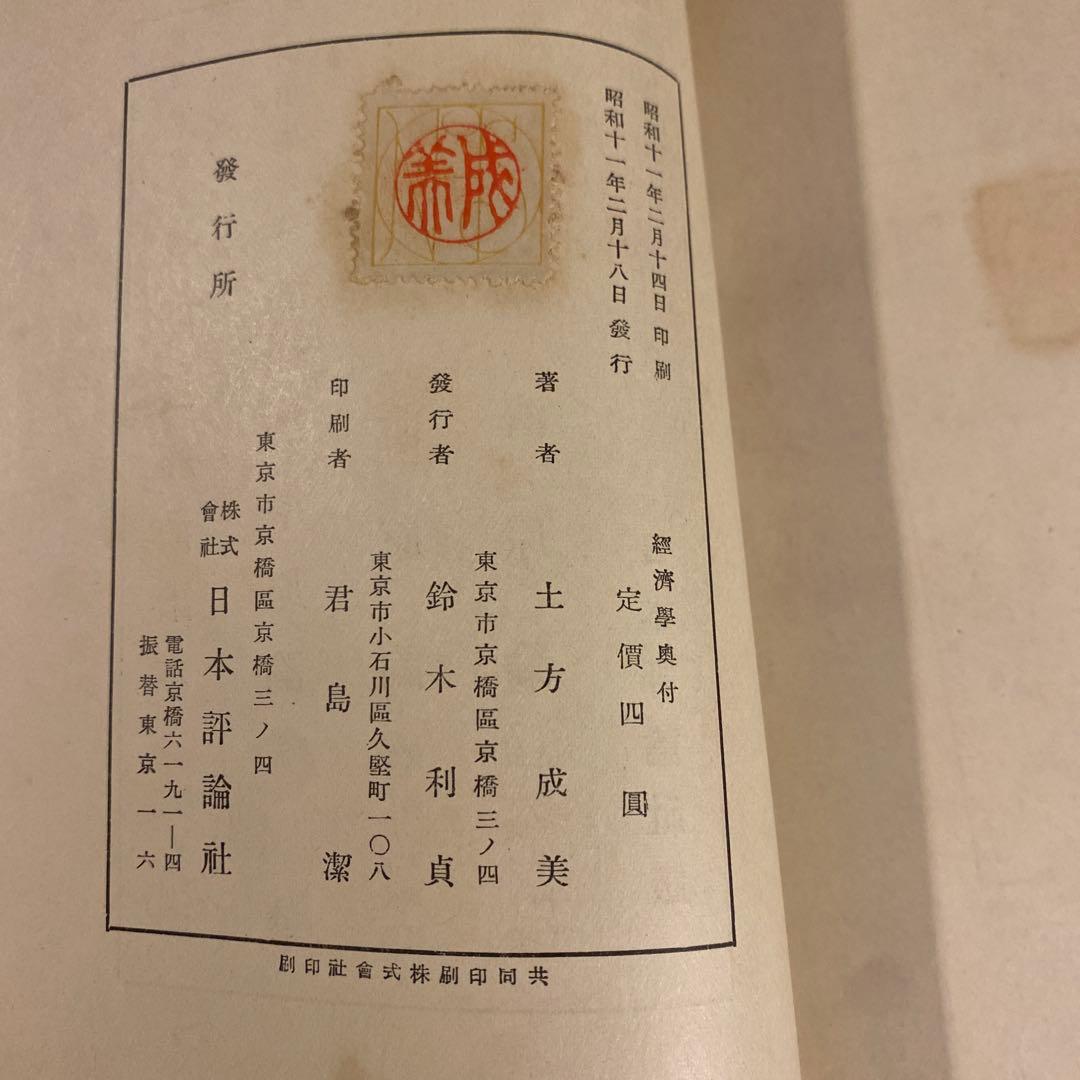 昭和十一年二月十四日印刷
昭和十一年二月十八日發行
經濟學奧付
定價四圓
著者
土方成美
東京市京橋區京橋三ノ四
發行者
鈴木利貞
東京市小石川區久堅町一〇八
印刷者
君島潔
成美
東京市京橋區京橋三ノ四
發行所
株式會社
日本評論社
電話京橋六一九一―四
振替東京一六
共同印刷株式會社印刷